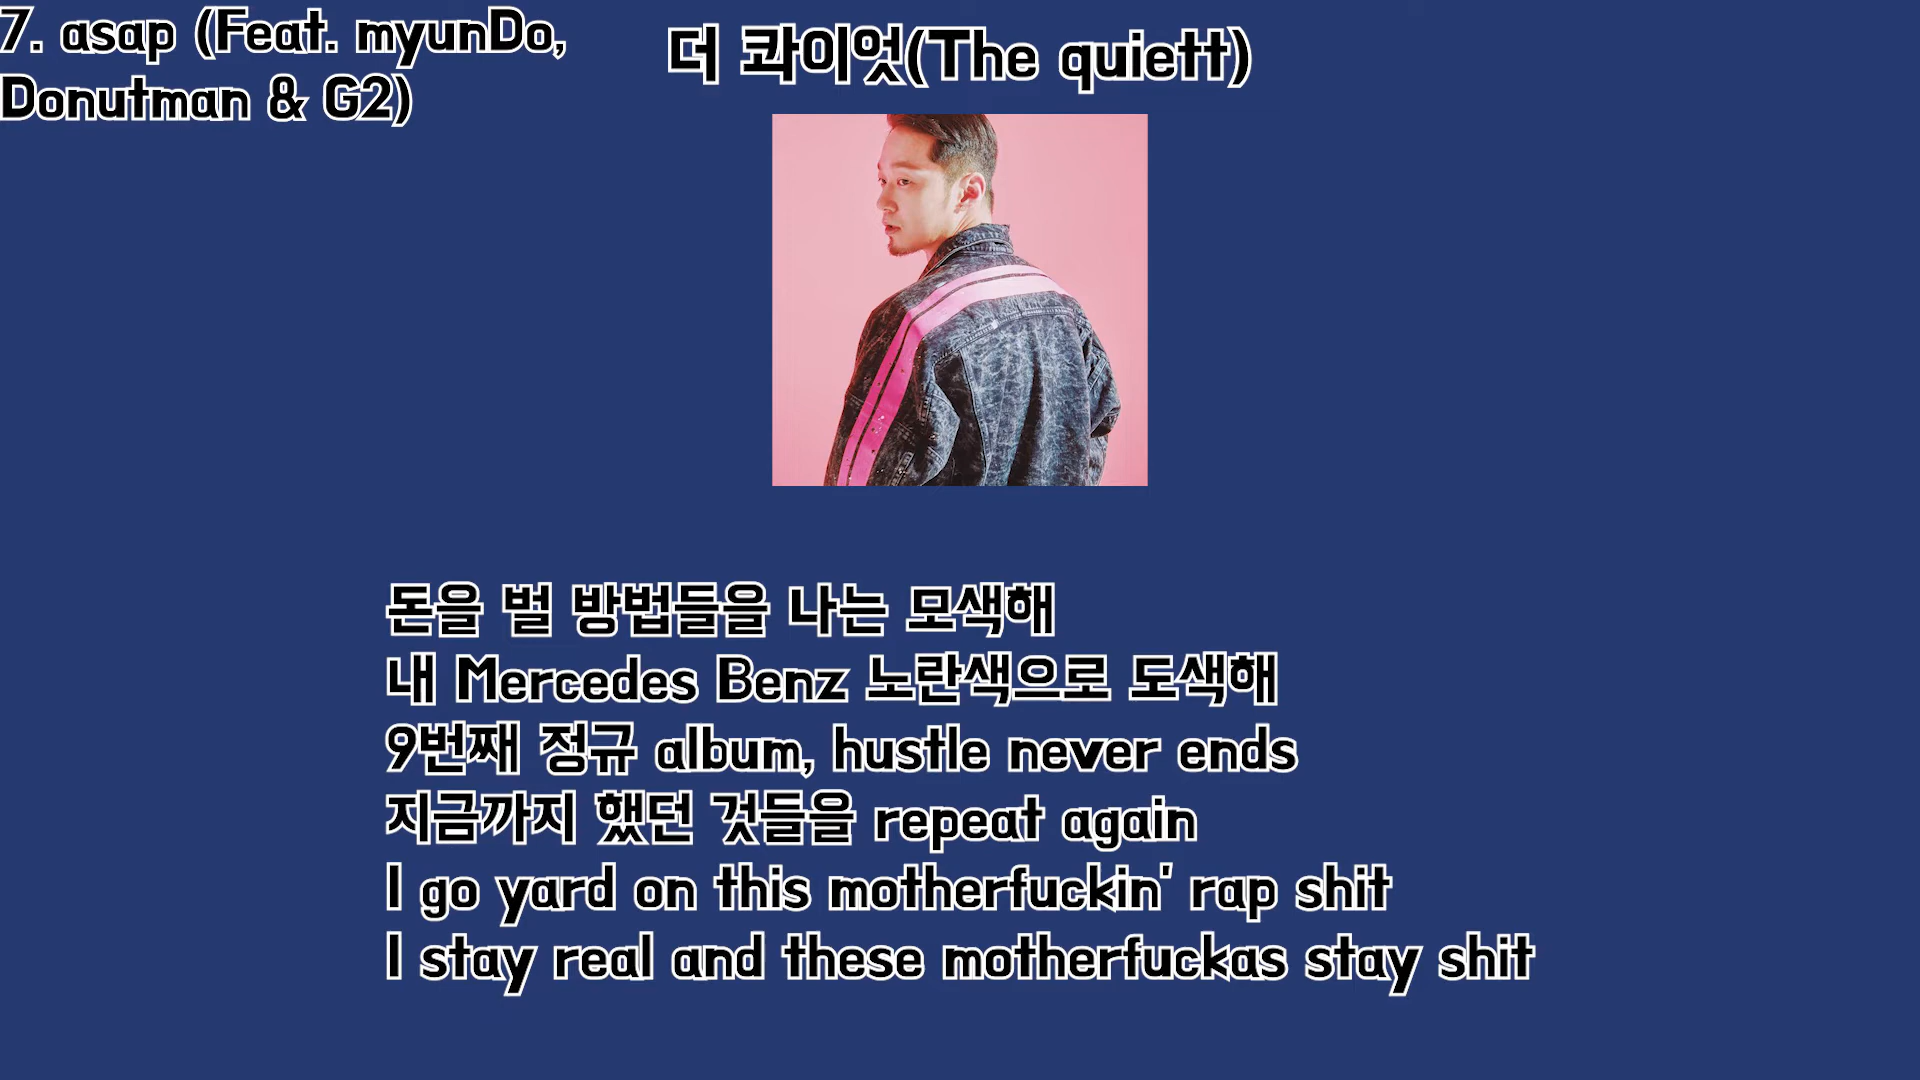 7. asap (Feat. myunDo,
Donutman & G2)
더 콰이엇(The quiett)
돈을 벌 방법들을 나는 모색해
내 Mercedes Benz 노란색으로 도색해
9번째 정규 album, hustle never ends
지금까지 했던 것들을 repeat again
I go yard on this motherfuckin' rap shit
I stay real and these motherfuckas stay shit